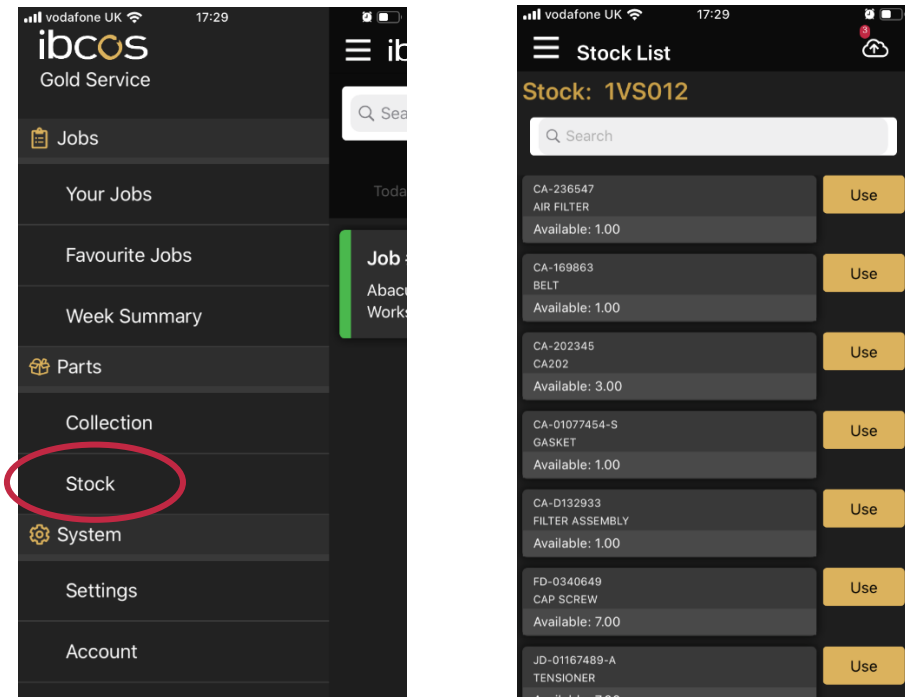 vodafone UK 17:29
ibcos
Gold Service
Jobs
Your Jobs
Favourite Jobs
Week Summary
Parts
Collection
Stock
System
Settings
Account
ib
Sea
Toda
Job
Abacu
Works
vodafone UK 17:29
3
Stock List
Stock: 1VS012
Search
CA-236547
AIR FILTER
Available: 1.00
Use
CA-169863
BELT
Available: 1.00
Use
CA-202345
CA202
Available: 3.00
Use
CA-01077454-S
GASKET
Available: 1.00
Use
CA-D132933
FILTER ASSEMBLY
Available: 1.00
Use
FD-0340649
CAP SCREW
Available: 7.00
Use
JD-01167489-A
TENSIONER
Use